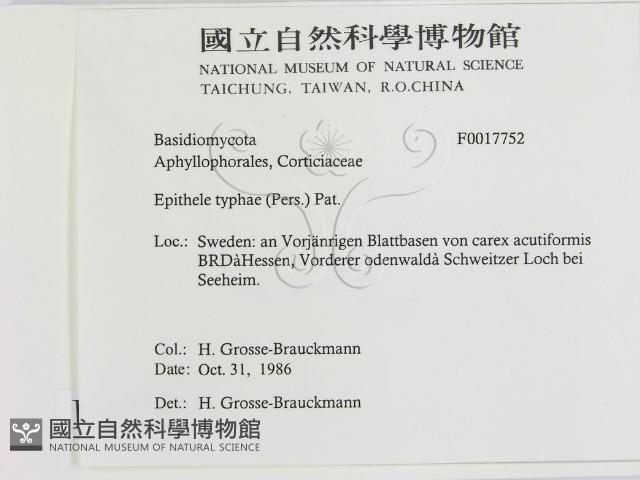 國立自然科學博物館
NATIONAL MUSEUM OF NATURAL SCIENCE
TAICHUNG, TAIWAN, R.O.CHINA
Basidiomycota F0017752
Aphyllophorales, Corticiaceae
Epithele typhae (Pers.) Pat.
Loc.: Sweden: an Vorjänrigen Blattbasen von carex acutiformis
BRDàHessen, Vorderer odenwaldà Schweitzer Loch bei
Seeheim.
Col.: H. Grosse-Brauckmann
Date: Oct. 31, 1986
Det.: H. Grosse-Brauckmann
國立自然科學博物館
NATIONAL MUSEUM OF NATURAL SCIENCE